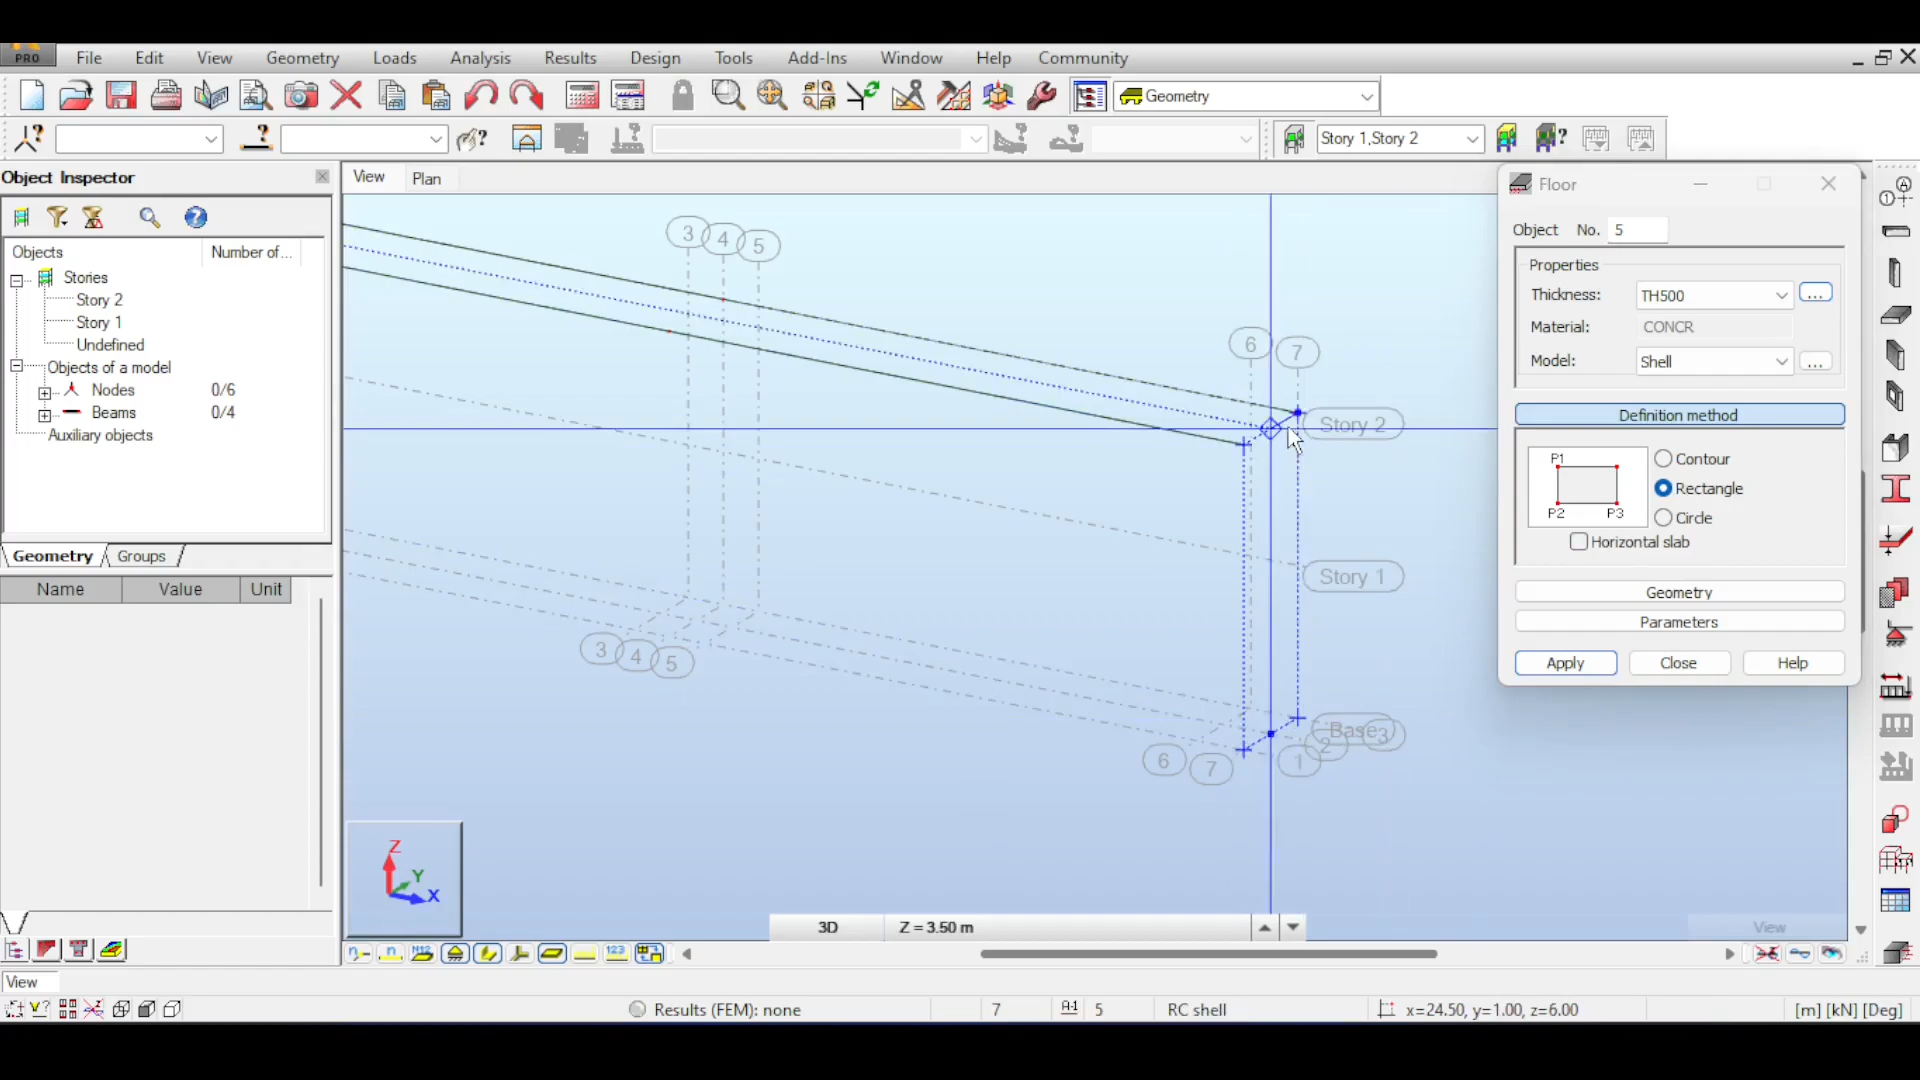 PRO
File Edit View Geometry Loads Analysis Results Design Tools Add-Ins Window Help Community
Geometry
Story 1,Story 2
Object Inspector
Objects Number of...
Stories
Story 2
Story 1
Undefined
Objects of a model
Nodes 0/6
Beams 0/4
Auxiliary objects
Geometry Groups
Name Value Unit
View Plan
3 4 5
6 7
Story 2
Story 1
3 4 5
Base
6 7 1 2 3
Z
Y
X
3D Z = 3.50 m
View
Floor
Object No. 5
Properties
Thickness: TH500 ...
Material: CONCR
Model: Shell ...
Definition method
P1
P2 P3
Contour
Rectangle
Circle
Horizontal slab
Geometry
Parameters
Apply Close Help
View
Results (FEM): none 7 5 RC shell x=24.50, y=1.00, z=6.00 [m] [kN] [Deg]